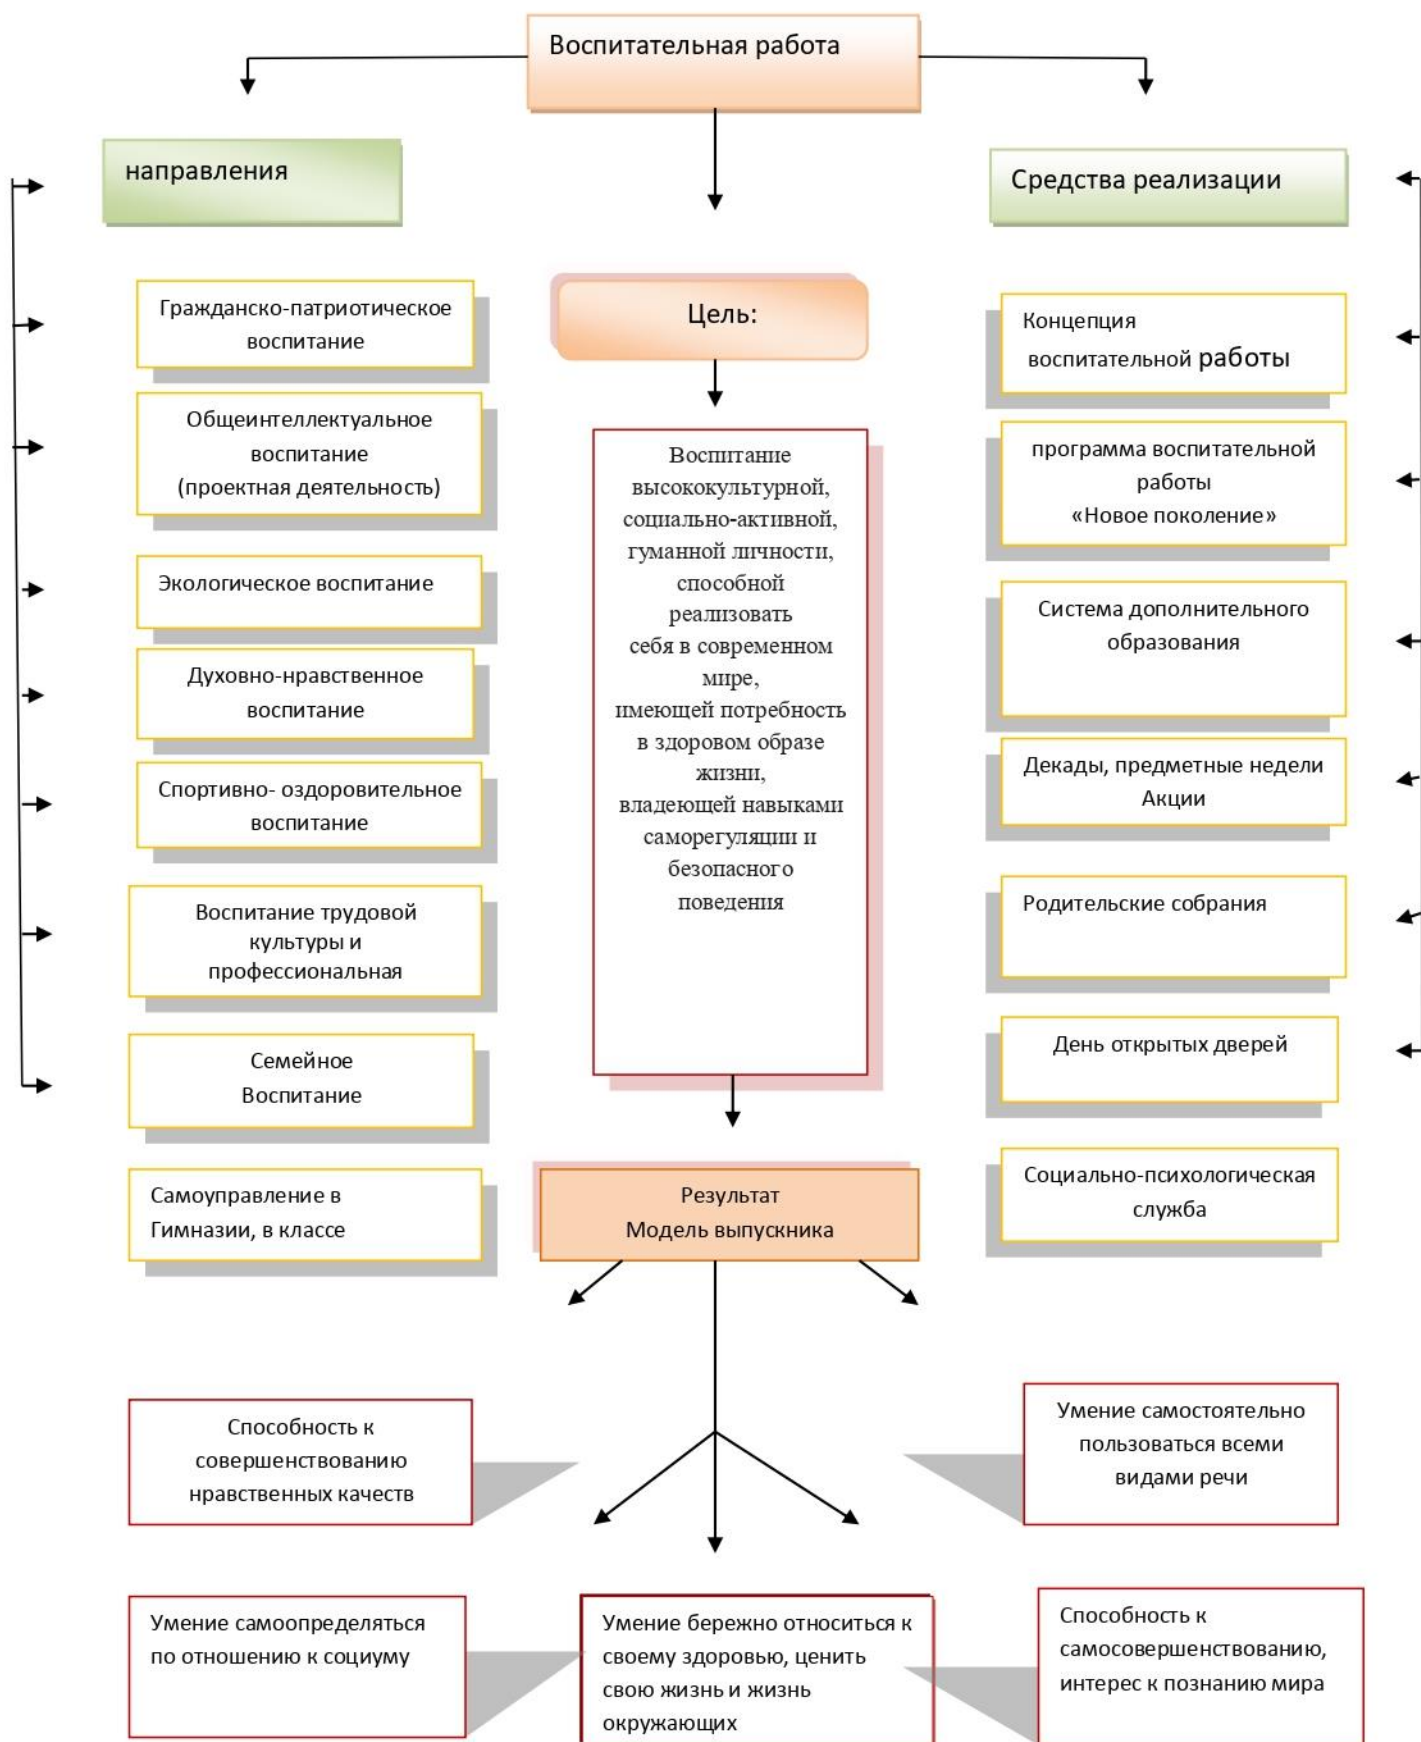 Воспитательная работа
направления
Средства реализации
Гражданско-патриотическое
воспитание
Общеинтеллектуальное
воспитание
(проектная деятельность)
Экологическое воспитание
Духовно-нравственное
воспитание
Спортивно- оздоровительное
воспитание
Воспитание трудовой
культуры и
профессиональная
Семейное
Воспитание
Самоуправление в
Гимназии, в классе
Цель:
Воспитание
высококультурной,
социально-активной,
гуманной личности,
способной
реализовать
себя в современном
мире,
имеющей потребность
в здоровом образе
жизни,
владеющей навыками
саморегуляции и
безопасного
поведения
Концепция
воспитательной работы
программа воспитательной
работы
«Новое поколение»
Система дополнительного
образования
Декады, предметные недели
Акции
Родительские собрания
День открытых дверей
Социально-психологическая
служба
Результат
Модель выпускника
Способность к
совершенствованию
нравственных качеств
Умение самостоятельно
пользоваться всеми
видами речи
Умение самоопределяться
по отношению к социуму
Умение бережно относиться к
своему здоровью, ценить
свою жизнь и жизнь
окружающих
Способность к
самосовершенствованию,
интерес к познанию мира